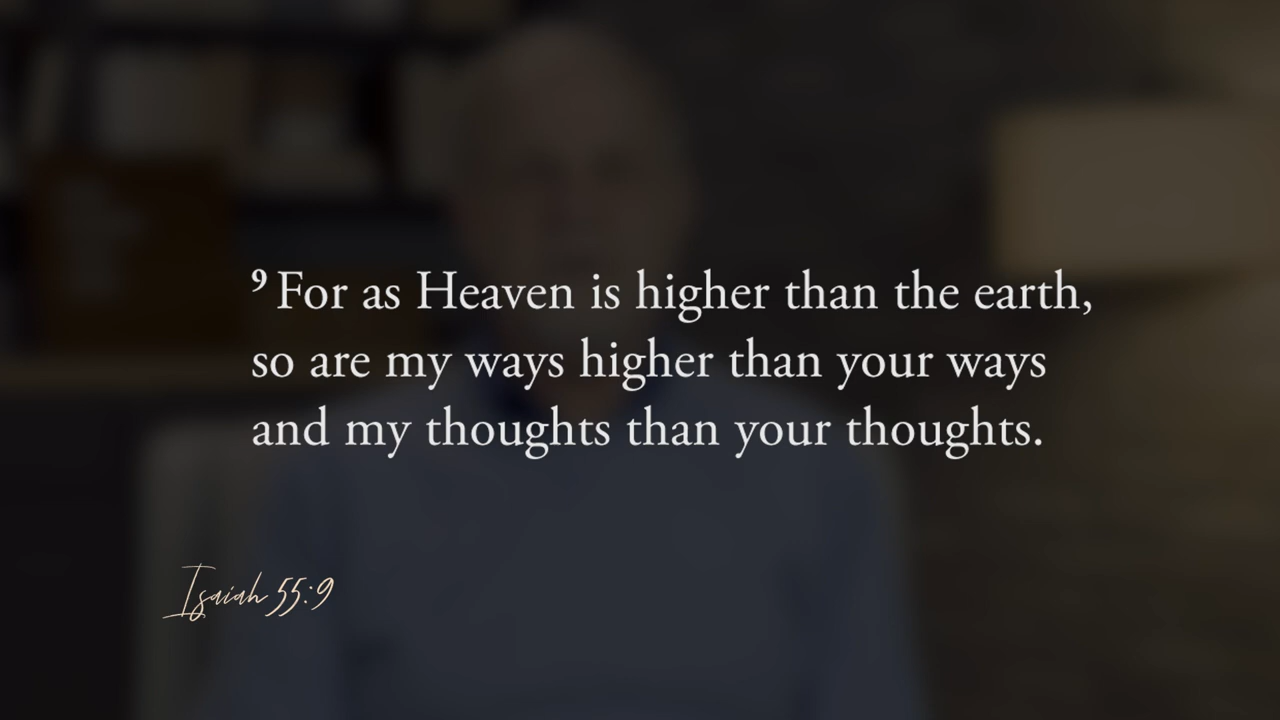 9 For as Heaven is higher than the earth,
so are my ways higher than your ways
and my thoughts than your thoughts.
Isaiah 55:9